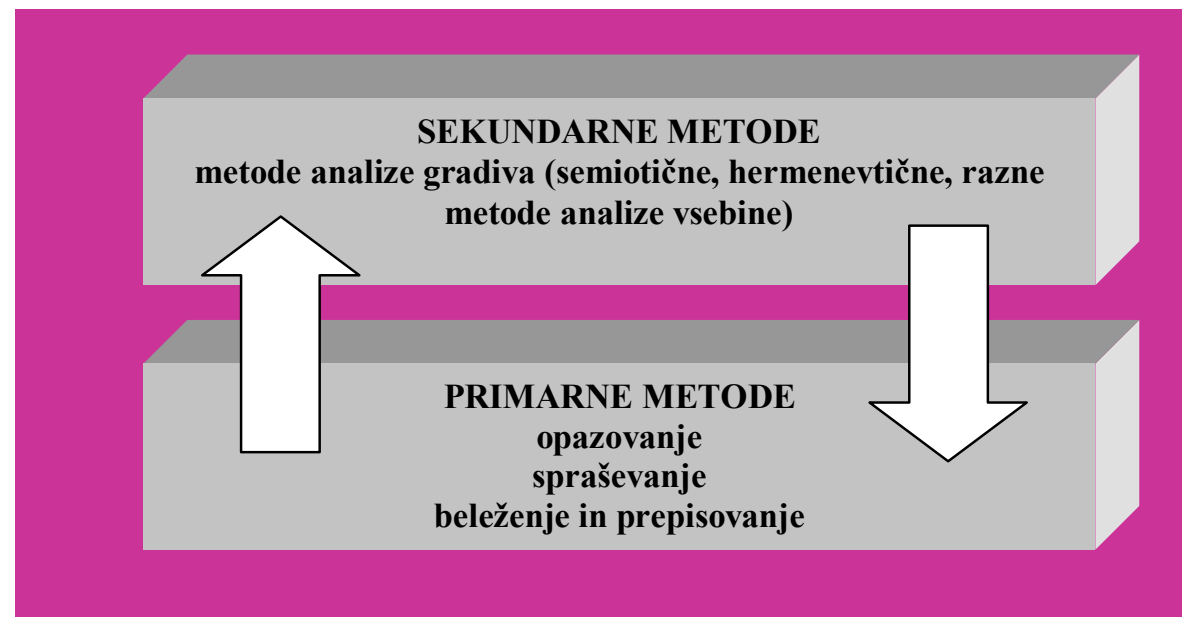 SEKUNDARNE METODE
metode analize gradiva (semiotične, hermenevtične, razne
metode analize vsebine)
PRIMARNE METODE
opazovanje
spraševanje
beleženje in prepisovanje